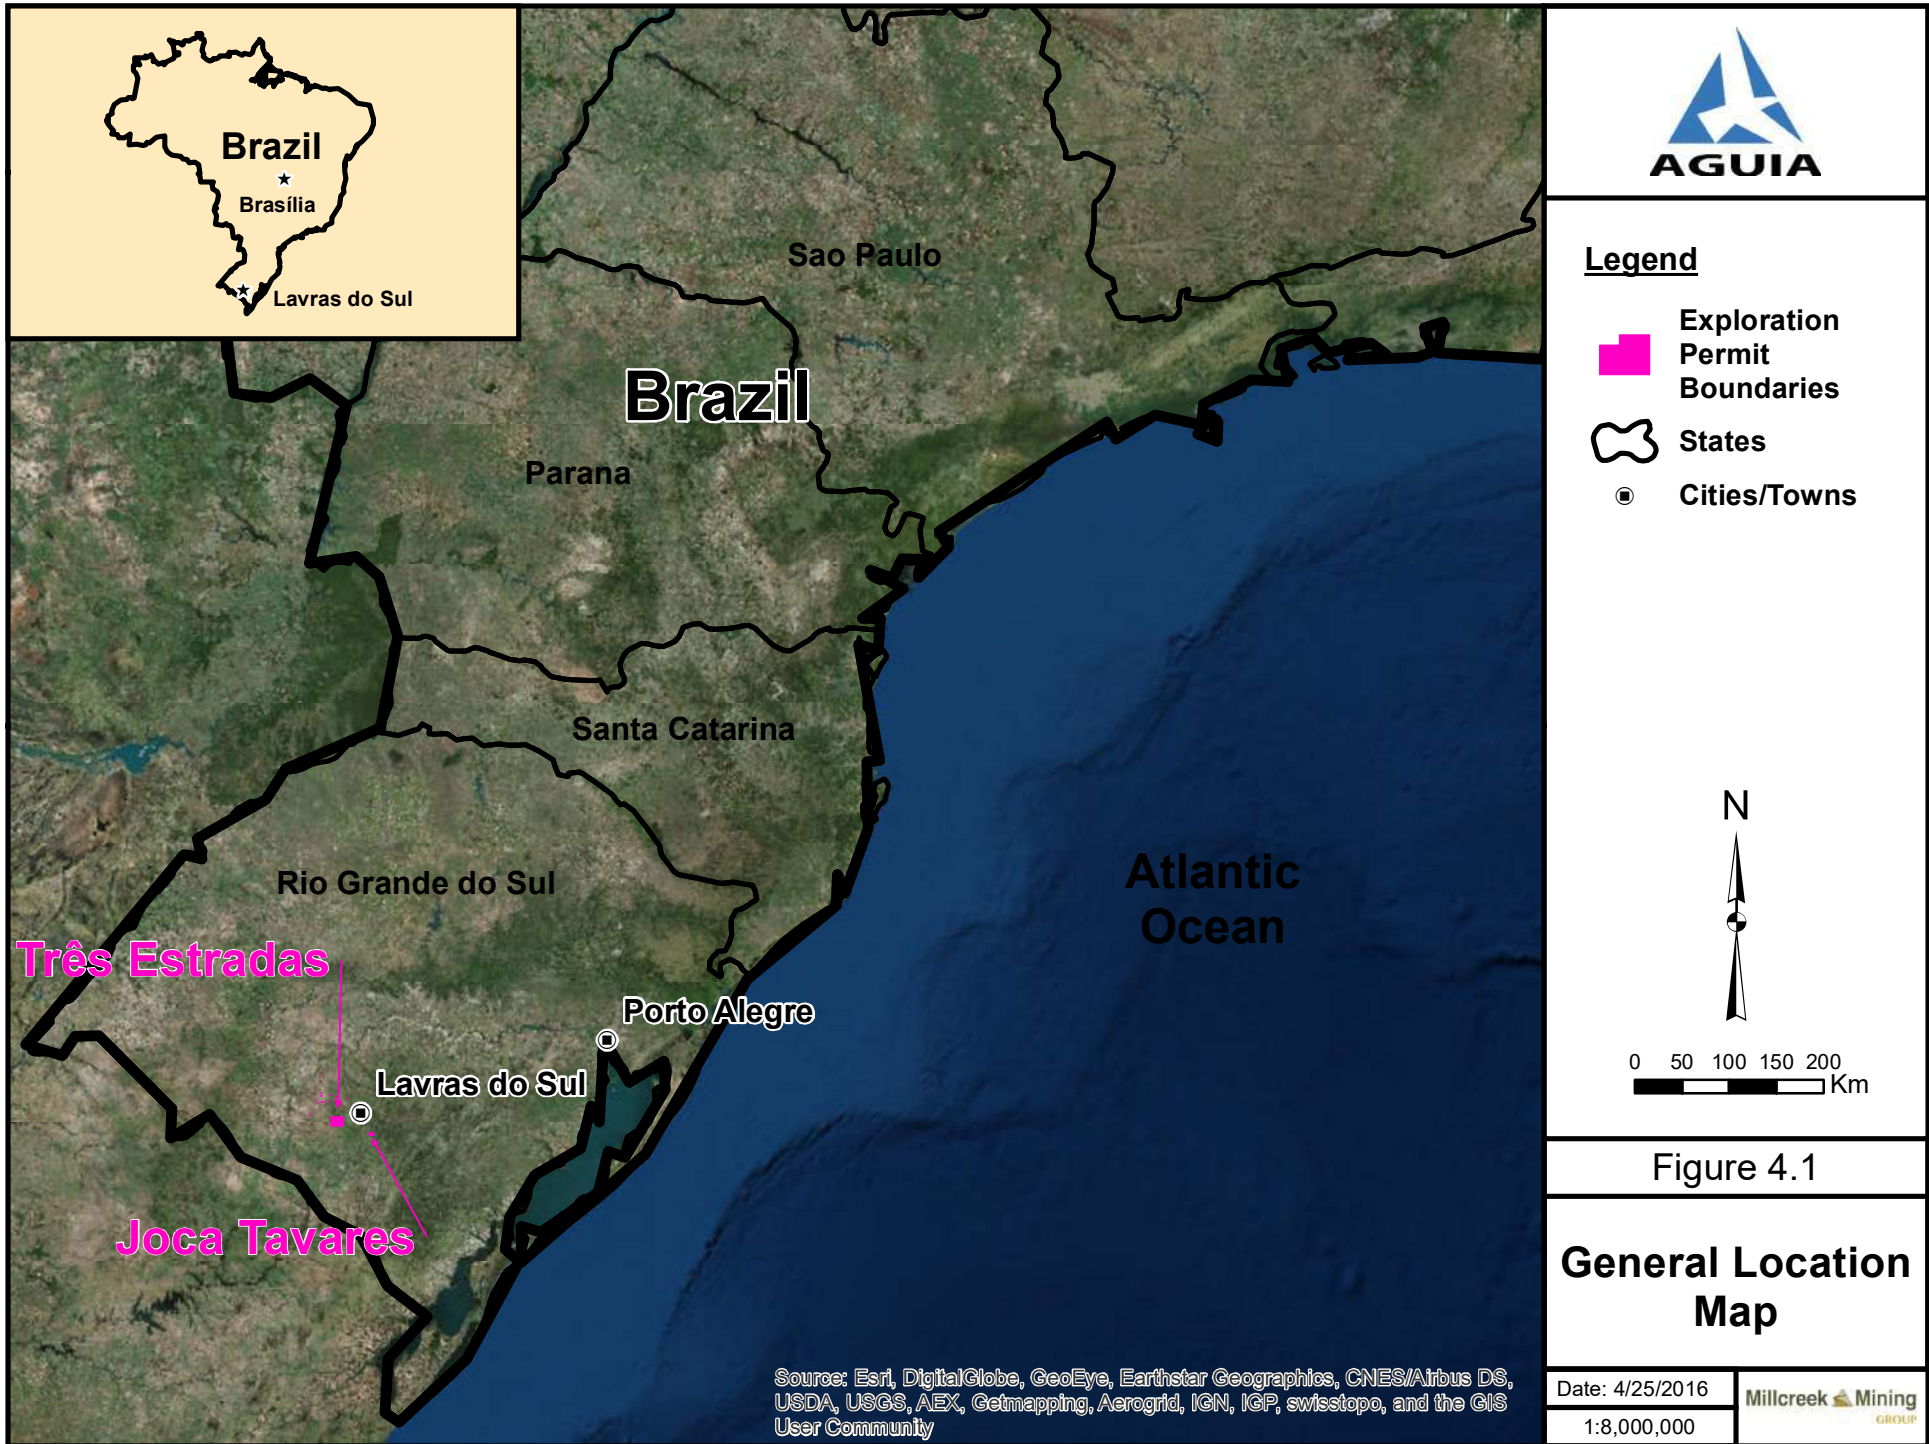 Brazil
Brasília
Lavras do Sul
Sao Paulo
Brazil
Parana
Santa Catarina
Rio Grande do Sul
Três Estradas
Porto Alegre
Lavras do Sul
Joca Tavares
Atlantic
Ocean
Source: Esri, DigitalGlobe, GeoEye, Earthstar Geographics, CNES/Airbus DS,
USDA, USGS, AEX, Getmapping, Aerogrid, IGN, IGP, swisstopo, and the GIS
User Community
AGUIA
Legend
Exploration
Permit
Boundaries
States
Cities/Towns
N
0 50 100 150 200
Km
Figure 4.1
General Location
Map
Date: 4/25/2016
1:8,000,000
Millcreek Mining
GROUP